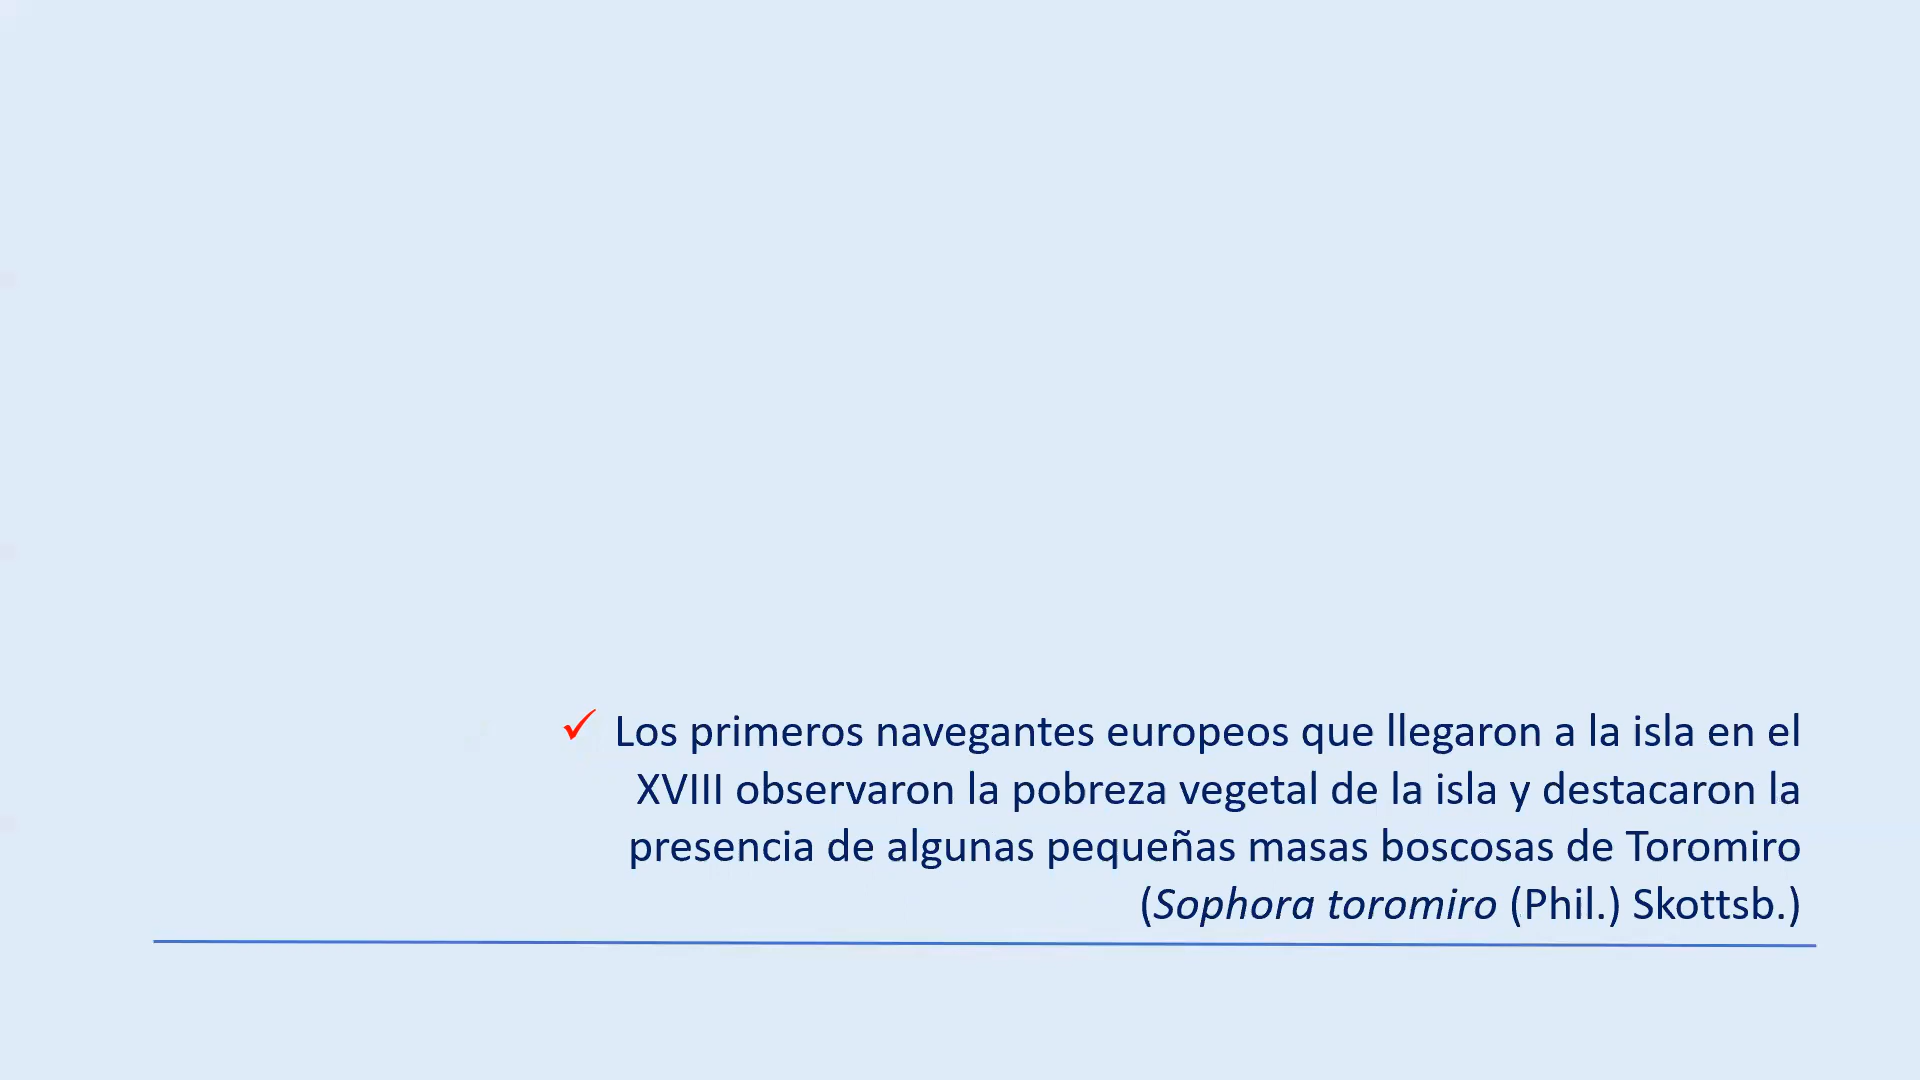 ✓ Los primeros navegantes europeos que llegaron a la isla en el
XVIII observaron la pobreza vegetal de la isla y destacaron la
presencia de algunas pequeñas masas boscosas de Toromiro
(Sophora toromiro (Phil.) Skottsb.)